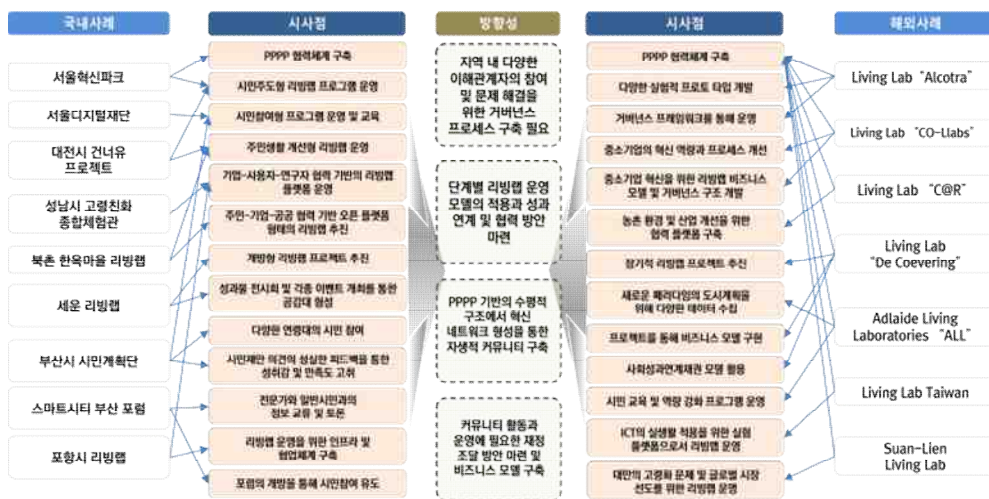 국내사례
서울혁신파크
서울디지털재단
대전시 건너유
프로젝트
성남시 고령친화
종합체험관
북촌 한옥마을 리빙랩
세운 리빙랩
부산시 시민계획단
스마트시티 부산 포럼
포항시 리빙랩
시사점
PPPP 협력체계 구축
시민주도형 리빙랩 프로그램 운영
시민참여형 프로그램 운영 및 교육
주민생활 개선형 리빙랩 운영
기업-사용자-연구자 협력 기반의 리빙랩
플랫폼 운영
주민-기업-공공 협력 기반 오픈 플랫폼
형태의 리빙랩 추진
개방형 리빙랩 프로젝트 추진
성과물 전시회 및 각종 이벤트 개최를 통한
공감대 형성
다양한 연령대의 시민 참여
시민제안 의견의 성실한 피드백을 통한
성취감 및 만족도 고취
전문가와 일반시민과의
정보 교류 및 토론
리빙랩 운영을 위한 인프라 및
협업체계 구축
포럼의 개방을 통해 시민참여 유도
방향성
지역 내 다양한
이해관계자의 참여
및 문제 해결을
위한 거버넌스
프로세스 구축 필요
단계별 리빙랩 운영
모델의 적용과 성과
연계 및 협력 방안
마련
PPPP 기반의 수평적
구조에서 혁신
네트워크 형성을 통한
자생적 커뮤니티 구축
커뮤니티 활동과
운영에 필요한 재정
조달 방안 마련 및
비즈니스 모델 구축
시사점
PPPP 협력체계 구축
다양한 실험적 프로토 타입 개발
거버넌스 프레임워크를 통해 운영
중소기업의 혁신 역량과 프로세스 개선
중소기업 혁신을 위한 리빙랩 비즈니스
모델 및 거버넌스 구조 개발
농촌 환경 및 산업 개선을 위한
협력 플랫폼 구축
장기적 리빙랩 프로젝트 추진
새로운 패러다임의 도시계획을
위해 다양한 데이터 수집
프로젝트를 통해 비즈니스 모델 구현
사회성과연계채권 모델 활용
시민 교육 및 역량 강화 프로그램 운영
ICT의 실생활 적용을 위한 실험
플랫폼으로서 리빙랩 운영
대만의 고령화 문제 및 글로벌 시장
선도를 위한 리빙랩 운영
해외사례
Living Lab “Alcotra”
Living Lab “CO-LLabs”
Living Lab “C@R”
Living Lab
“De Coevering”
Adlaide Living
Laboratories “ALL”
Living Lab Taiwan
Suan-Lien
Living Lab